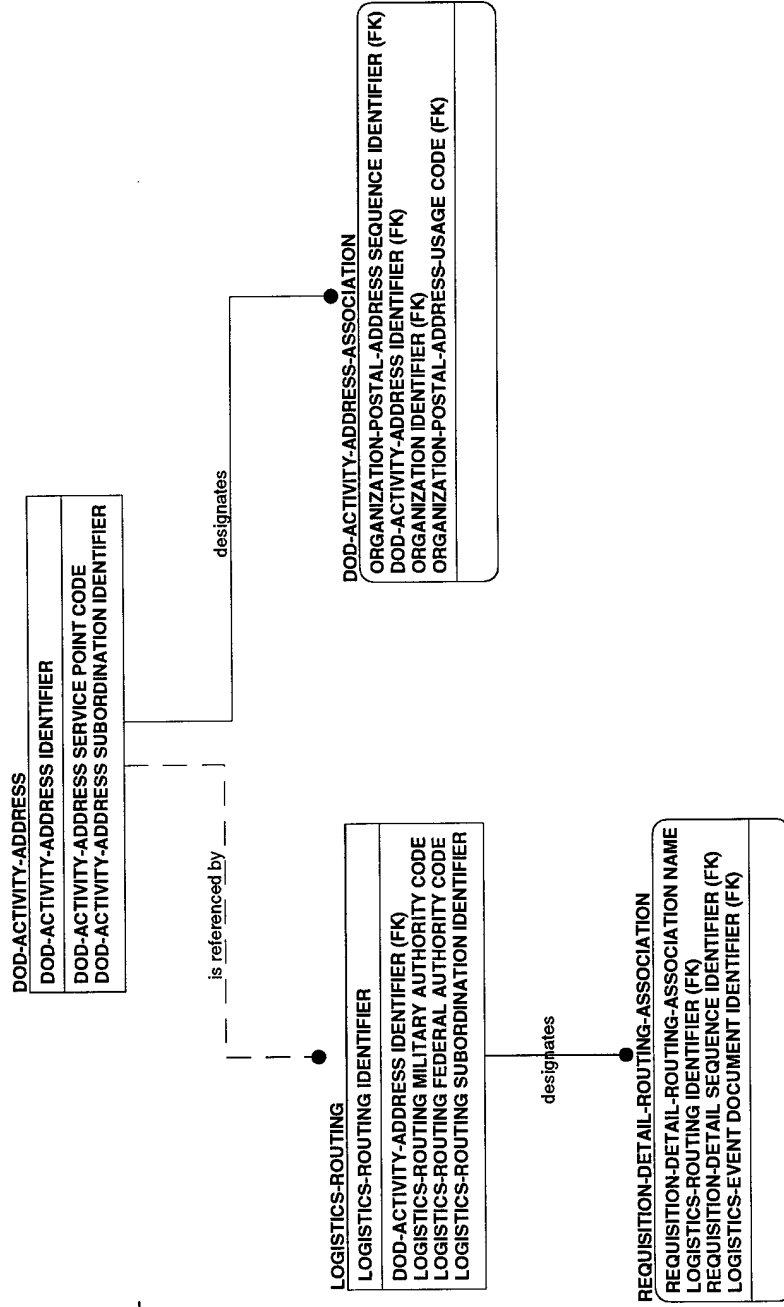 DOD-ACTIVITY-ADDRESS
DOD-ACTIVITY-ADDRESS IDENTIFIER
DOD-ACTIVITY-ADDRESS SERVICE POINT CODE
DOD-ACTIVITY-ADDRESS SUBORDINATION IDENTIFIER
is referenced by
designates
LOGISTICS-ROUTING
LOGISTICS-ROUTING IDENTIFIER
DOD-ACTIVITY-ADDRESS IDENTIFIER (FK)
LOGISTICS-ROUTING MILITARY AUTHORITY CODE
LOGISTICS-ROUTING FEDERAL AUTHORITY CODE
LOGISTICS-ROUTING SUBORDINATION IDENTIFIER
DOD-ACTIVITY-ADDRESS-ASSOCIATION
ORGANIZATION-POSTAL-ADDRESS SEQUENCE IDENTIFIER (FK)
DOD-ACTIVITY-ADDRESS IDENTIFIER (FK)
ORGANIZATION IDENTIFIER (FK)
ORGANIZATION-POSTAL-ADDRESS-USAGE CODE (FK)
designates
REQUISITION-DETAIL-ROUTING-ASSOCIATION
REQUISITION-DETAIL-ROUTING-ASSOCIATION NAME
LOGISTICS-ROUTING IDENTIFIER (FK)
REQUISITION-DETAIL SEQUENCE IDENTIFIER (FK)
LOGISTICS-EVENT DOCUMENT IDENTIFIER (FK)